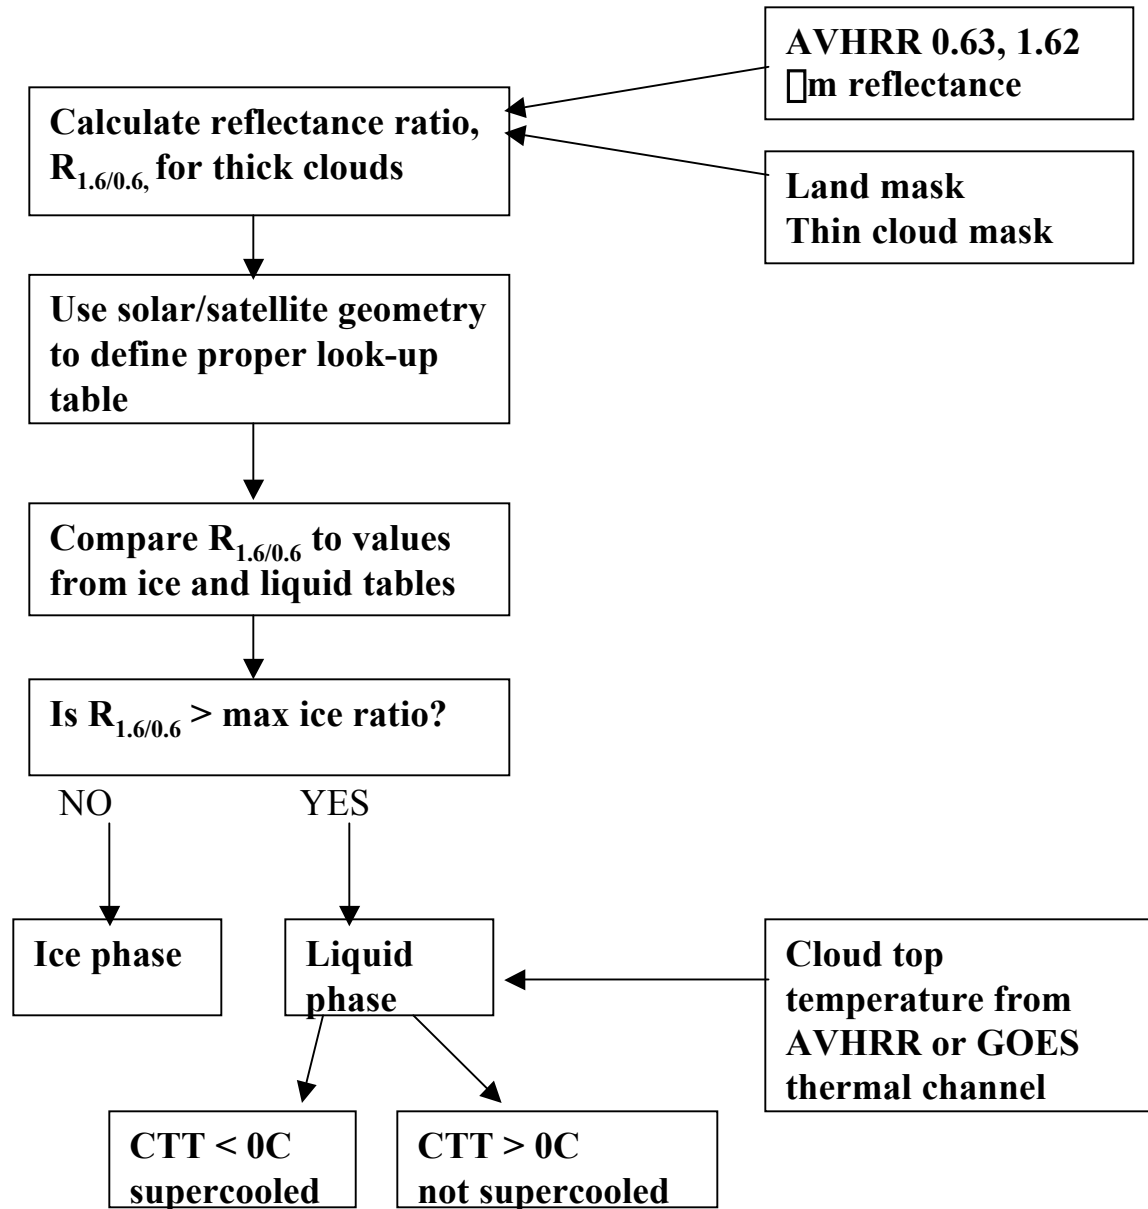 AVHRR 0.63, 1.62
▯m reflectance
Calculate reflectance ratio,
R1.6/0.6, for thick clouds
Land mask
Thin cloud mask
Use solar/satellite geometry
to define proper look-up
table
Compare R1.6/0.6 to values
from ice and liquid tables
Is R1.6/0.6 > max ice ratio?
NO
YES
Ice phase
Liquid
phase
Cloud top
temperature from
AVHRR or GOES
thermal channel
CTT < 0C
supercooled
CTT > 0C
not supercooled